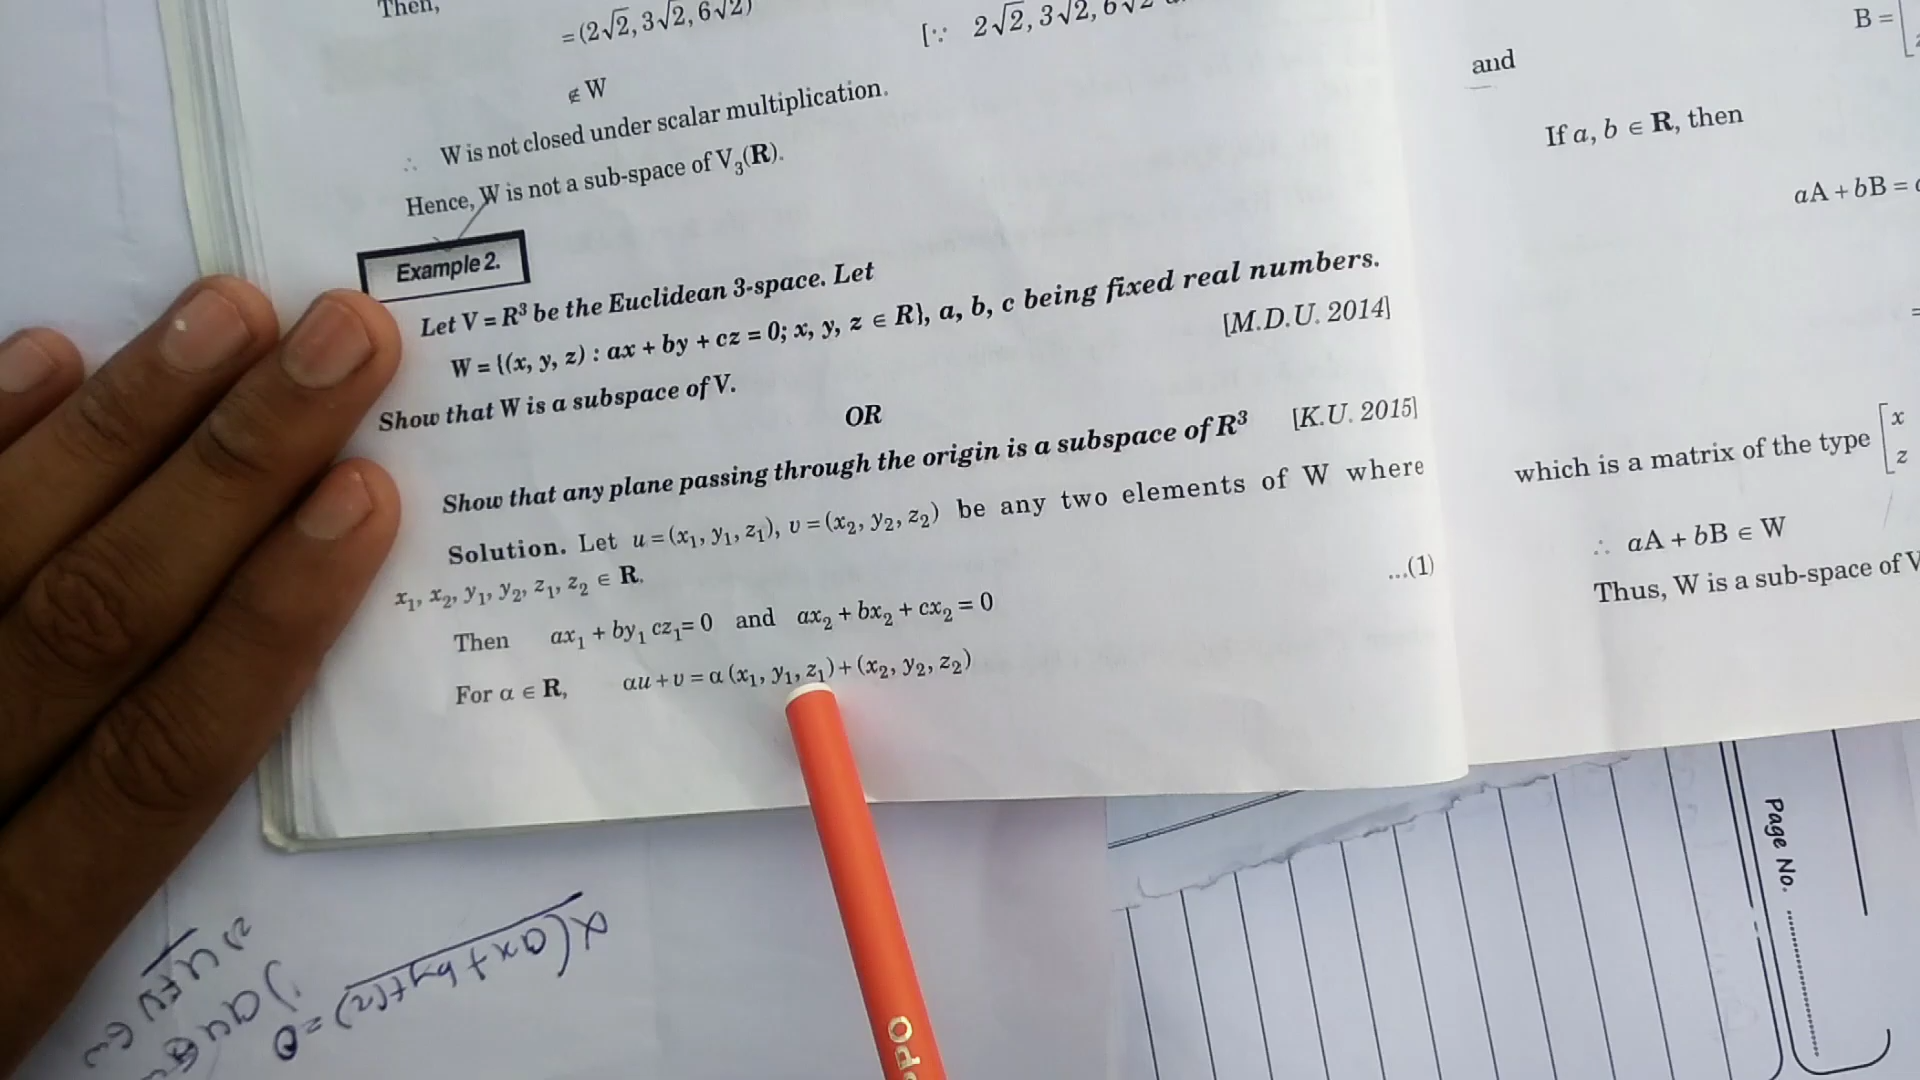 Then,
= (2√2, 3√2, 6√2)
[∵ 2√2, 3√2, 6√2
∉ W
∴ W is not closed under scalar multiplication.
Hence, W is not a sub-space of V₃(R).
Example 2.
Let V = R³ be the Euclidean 3-space. Let
W = {(x, y, z) : ax + by + cz = 0; x, y, z ∈ R}, a, b, c being fixed real numbers.
[M.D.U. 2014]
Show that W is a subspace of V.
OR
Show that any plane passing through the origin is a subspace of R³ [K.U. 2015]
Solution. Let u = (x₁, y₁, z₁), v = (x₂, y₂, z₂) be any two elements of W where
x₁, x₂, y₁, y₂, z₁, z₂ ∈ R.
Then ax₁ + by₁ cz₁= 0 and ax₂ + bx₂ + cx₂ = 0 ...(1)
For α ∈ R, αu + v = α (x₁, y₁, z₁) + (x₂, y₂, z₂)
B =
and
If a, b ∈ R, then
aA + bB =
=
which is a matrix of the type [x
z
∴ aA + bB ∈ W
Thus, W is a sub-space of V
Page No.
α(ax+by+cz) = 0
Od